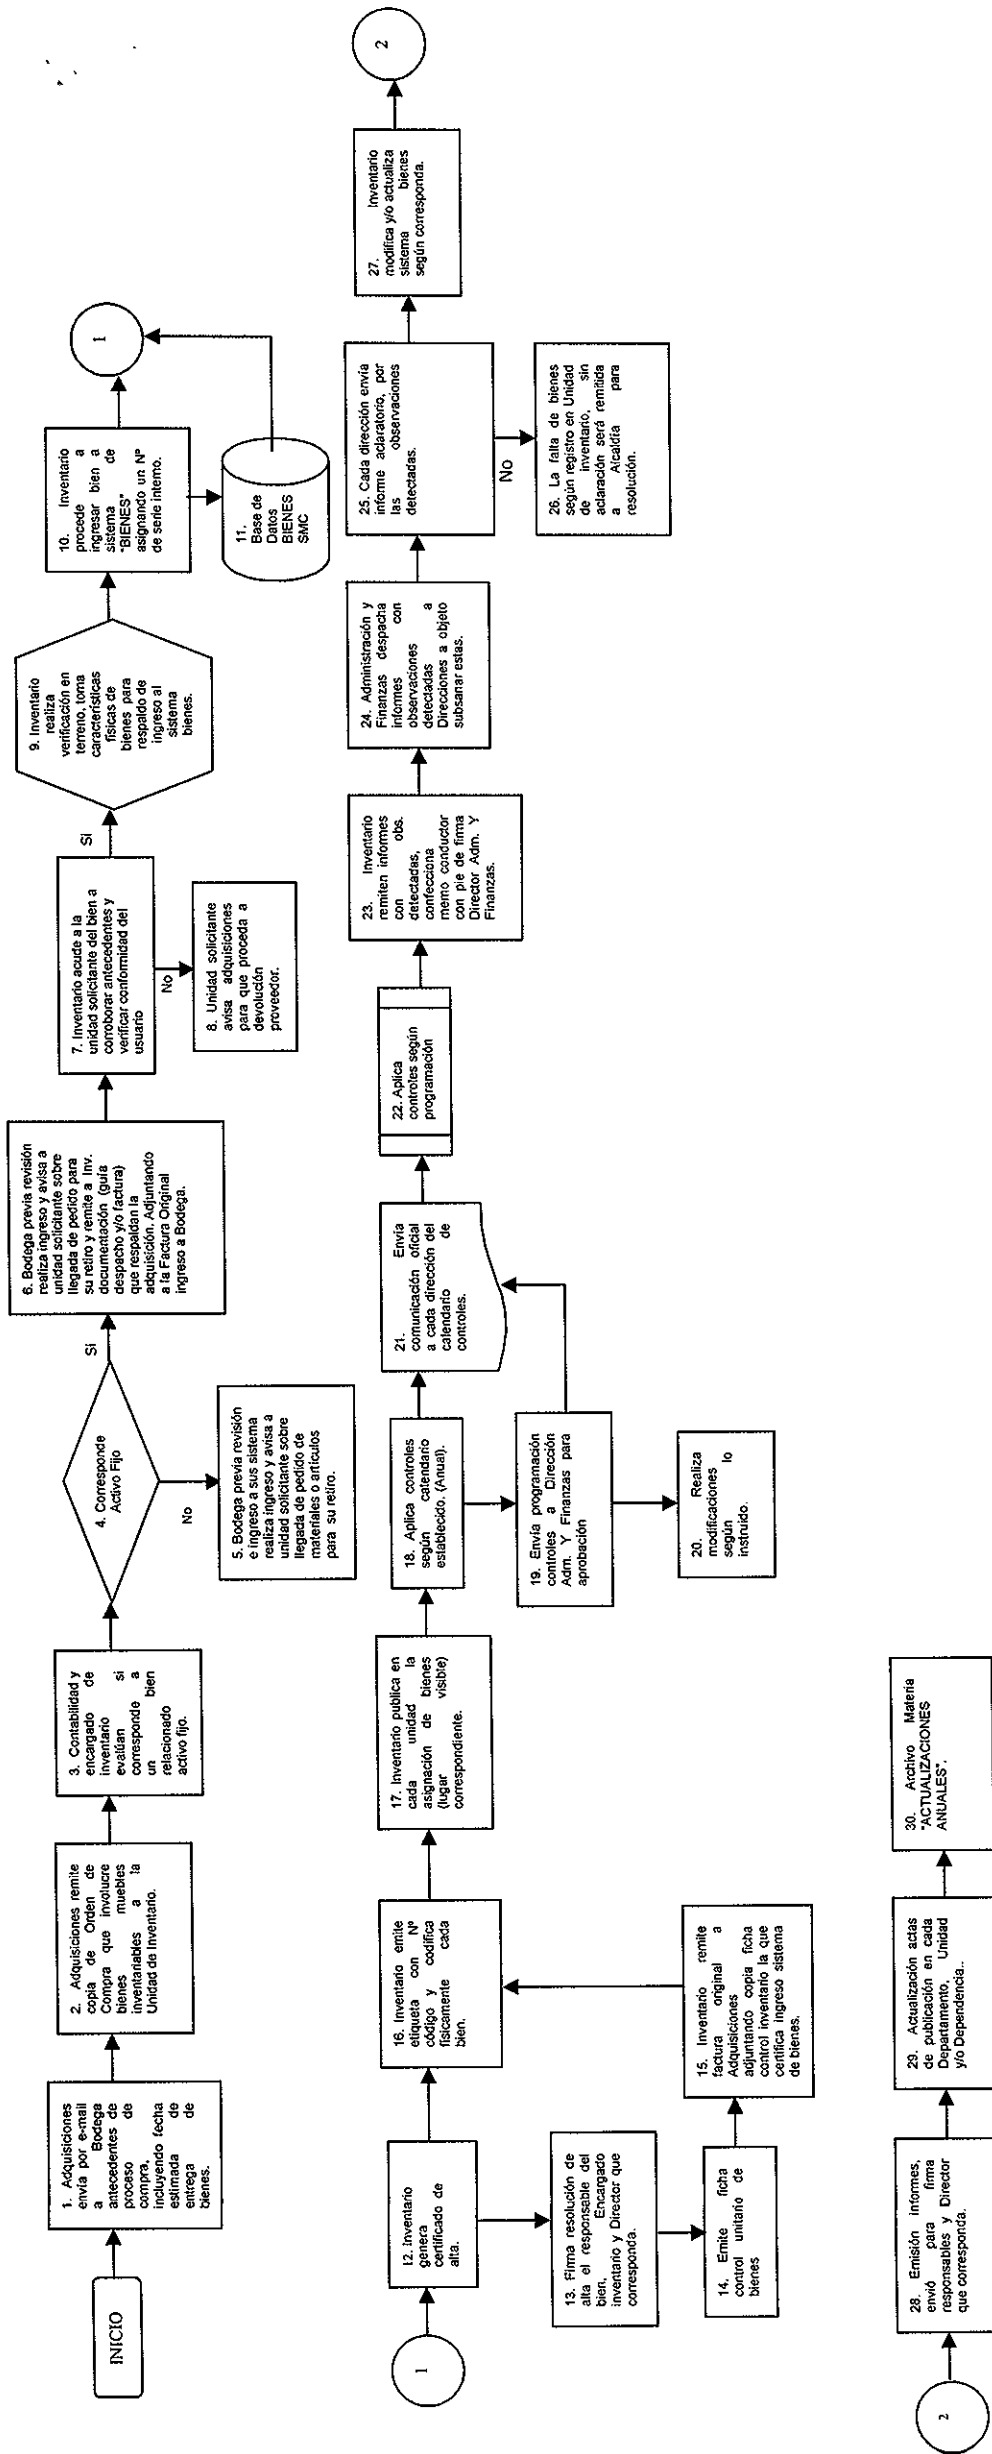 INICIO
1. Adquisiciones
envía por e-mail
a Bodega
antecedentes de
proceso de
compra,
incluyendo fecha
estimada de
entrega de
bienes.
2. Adquisiciones remite
copia de Orden de
Compra que involucre
bienes muebles
inventariables a la
Unidad de Inventario.
3. Contabilidad y
encargado de
inventario
evalúan si
corresponde a
un bien
relacionado
activo fijo.
4. Corresponde
Activo Fijo
Si
No
5. Bodega previa revisión
e ingreso a sus sistema
realiza ingreso y avisa a
unidad solicitante sobre
llegada de pedido de
materiales o artículos
para su retiro.
6. Bodega previa revisión
realiza ingreso y avisa a
unidad solicitante sobre
llegada de pedido para
su retiro y remite a Inv.
documentación (guía
despacho y/o factura)
que respaldan la
adquisición. Adjuntando
a la Factura Original
ingreso a Bodega.
7. Inventario acude a la
unidad solicitante del bien a
corroborar antecedentes y
verificar conformidad del
usuario
Si
No
8. Unidad solicitante
avisa adquisiciones
para que proceda a
devolución
proveedor.
9. Inventario
realiza
verificación en
terreno, toma
características
físicas de
bienes para
respaldo de
ingreso al
sistema
bienes.
10. Inventario
procede a
ingresar bien a
sistema de
"BIENES"
asignando un Nº
de serie interno.
11.
Base de
Datos
BIENES
SMC
1
1
12. Inventario
genera
certificado de
alta.
13. Firma resolución de
alta el responsable del
bien, Encargado
inventario y Director que
corresponda.
14. Emite ficha
control unitario de
bienes
15. Inventario remite
factura original a
Adquisiciones
adjuntando copia ficha
control inventario la que
certifica ingreso sistema
de bienes.
16. Inventario emite
etiqueta con Nº
código y codifica
físicamente cada
bien.
17. Inventario publica en
cada unidad la
asignación de bienes
(lugar visible)
correspondiente.
18. Aplica controles
según calendario
establecido. (Anual).
19. Envía programación
controles a Dirección
Adm. Y Finanzas para
aprobación
20. Realiza
modificaciones
según lo
instruido.
21. Envía
comunicación oficial
a cada dirección del
calendario de
controles.
22. Aplica
controles según
programación
23. Inventario
remiten informes
con obs.
detectadas,
confecciona
memo conductor
con pie de firma
Director Adm. Y
Finanzas.
24. Administración y
Finanzas despacha
informes con
observaciones
detectadas a
Direcciones a objeto
subsanar estas.
25. Cada dirección envía
informe aclaratorio, por
las observaciones
detectadas.
No
26. La falta de bienes
según registro en Unidad
de inventario, sin
aclaración será remitida
a Alcaldía para
resolución.
27. Inventario
modifica y/o actualiza
sistema bienes
según corresponda.
2
2
28. Emisión informes,
envió para firma
responsables y Director
que corresponda.
29. Actualización actas
de publicación en cada
Departamento, Unidad
y/o Dependencia..
30. Archivo Materia
"ACTUALIZACIONES
ANUALES".